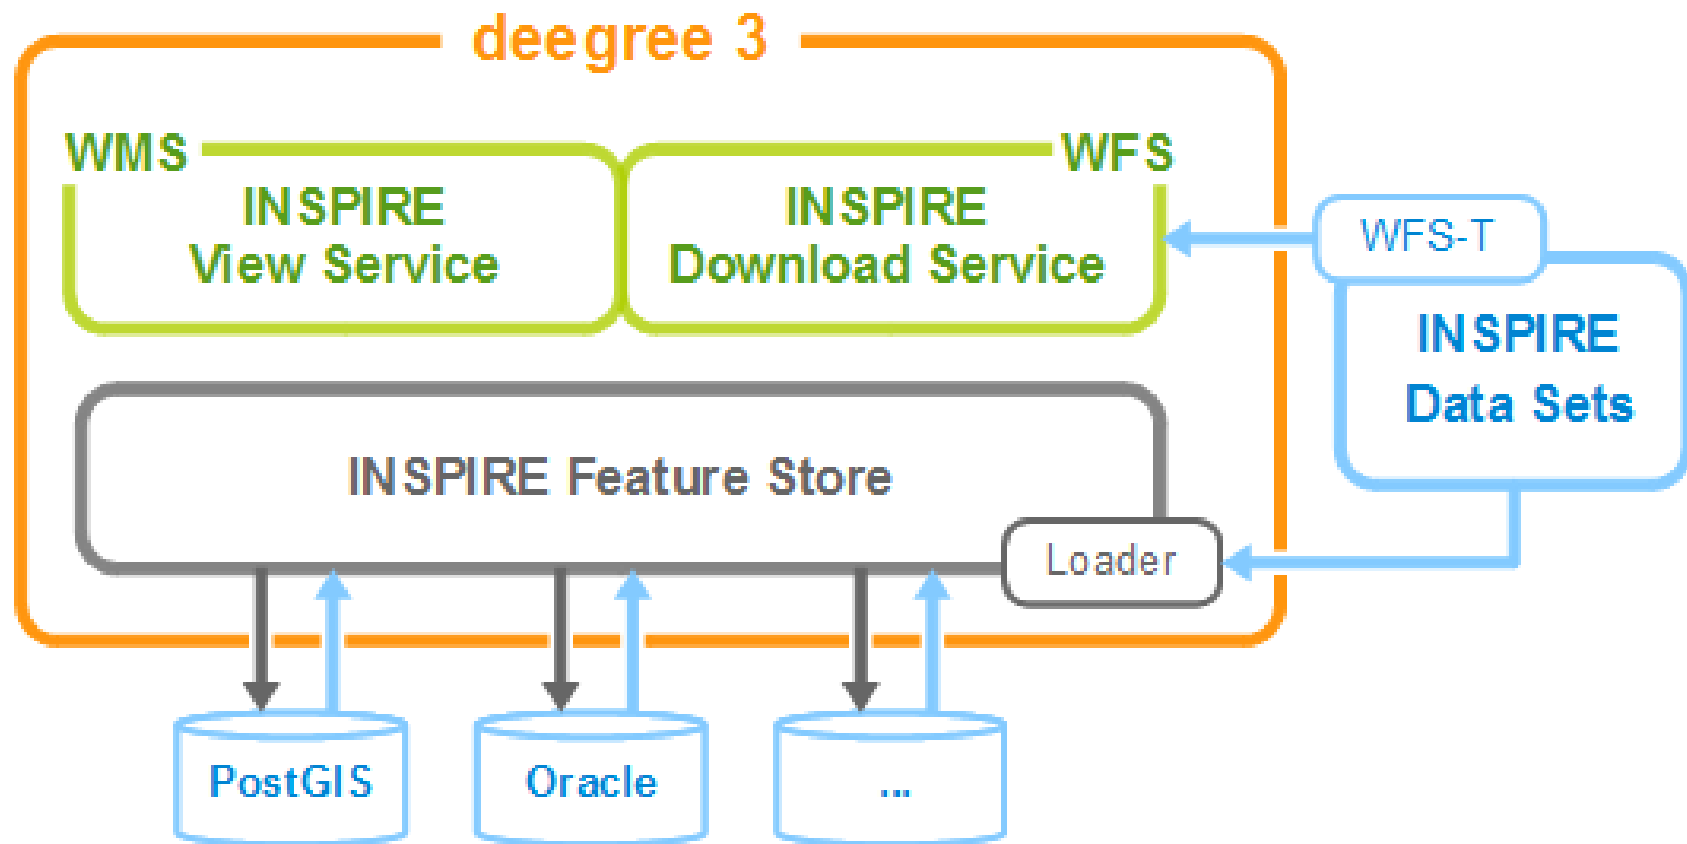 deegree 3
WMS
WFS
INSPIRE
View Service
INSPIRE
Download Service
WFS-T
INSPIRE
Data Sets
INSPIRE Feature Store
Loader
PostGIS
Oracle
...